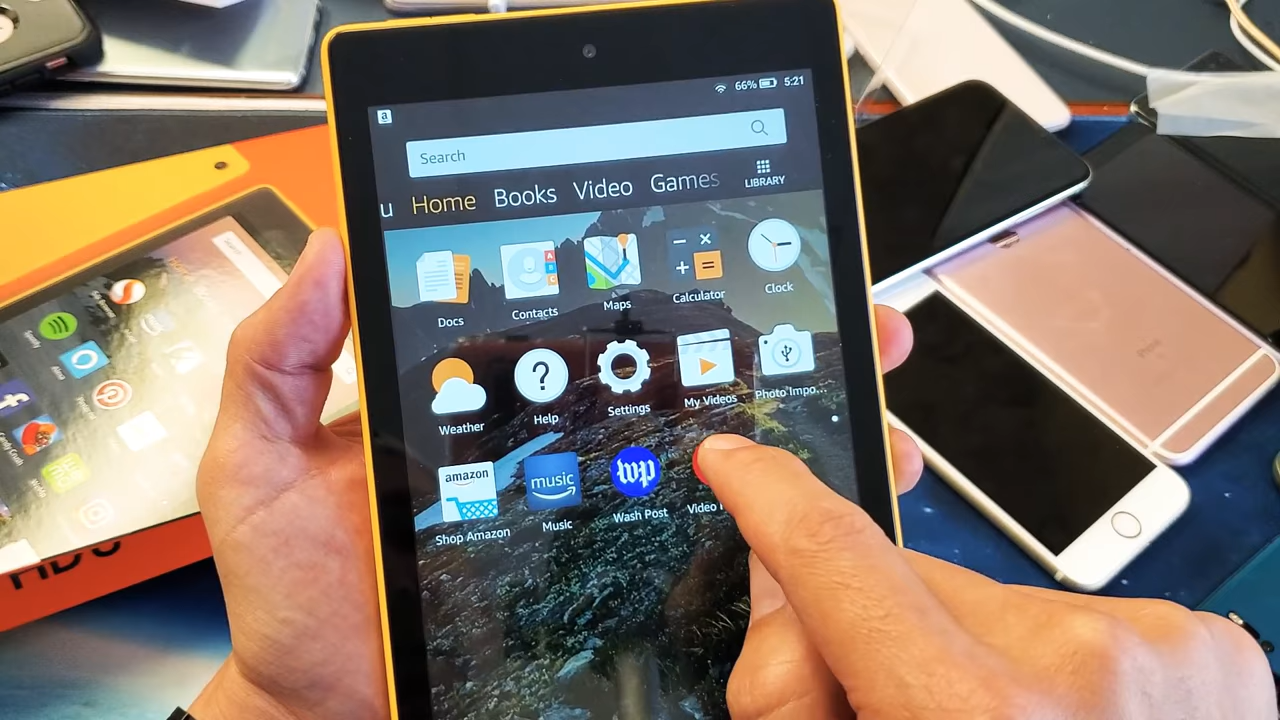 66% 5:21
Search
u Home Books Video Games LIBRARY
Docs Contacts Maps Calculator Clock
A
B
C
Weather Help Settings My Videos Photo Impo...
amazon music wp
Shop Amazon Music Wash Post Video
HD8